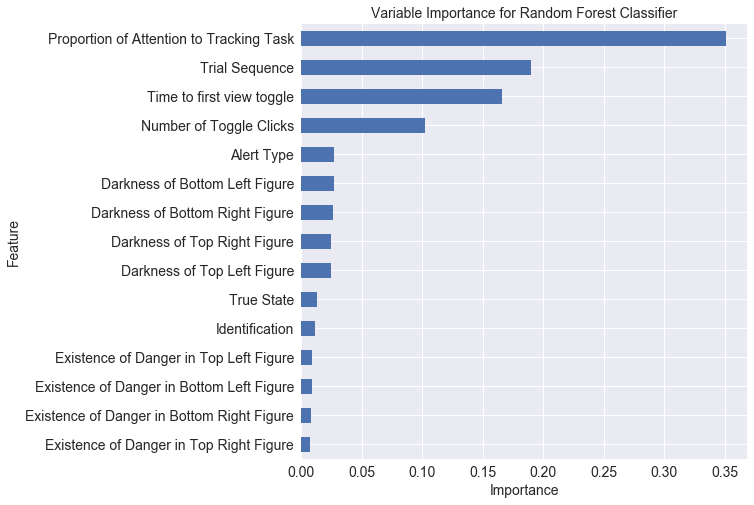 Variable Importance for Random Forest Classifier
Proportion of Attention to Tracking Task
Trial Sequence
Time to first view toggle
Number of Toggle Clicks
Alert Type
Darkness of Bottom Left Figure
Darkness of Bottom Right Figure
Darkness of Top Right Figure
Darkness of Top Left Figure
True State
Identification
Existence of Danger in Top Left Figure
Existence of Danger in Bottom Left Figure
Existence of Danger in Bottom Right Figure
Existence of Danger in Top Right Figure
Feature
0.00 0.05 0.10 0.15 0.20 0.25 0.30 0.35
Importance